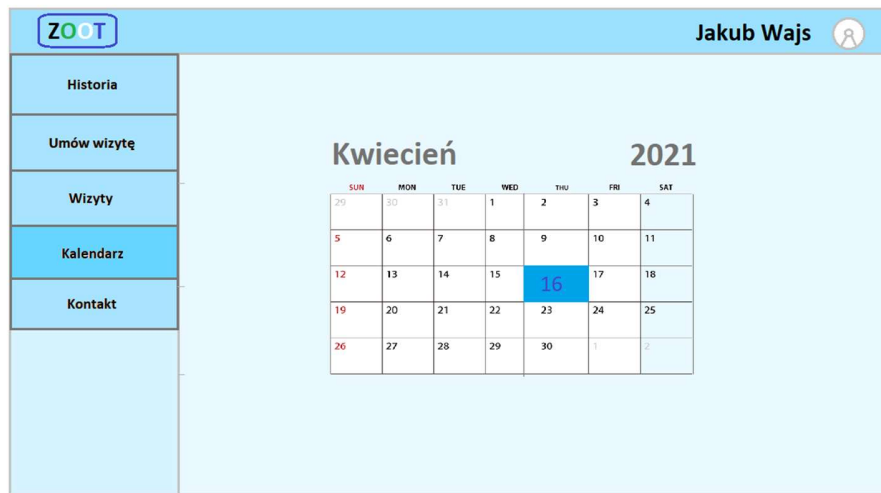 ZOOT
Jakub Wajs
Historia
Umów wizytę
Wizyty
Kalendarz
Kontakt
Kwiecień 2021
SUN MON TUE WED THU FRI SAT
29 30 31 1 2 3 4
5 6 7 8 9 10 11
12 13 14 15 16 17 18
19 20 21 22 23 24 25
26 27 28 29 30 1 2